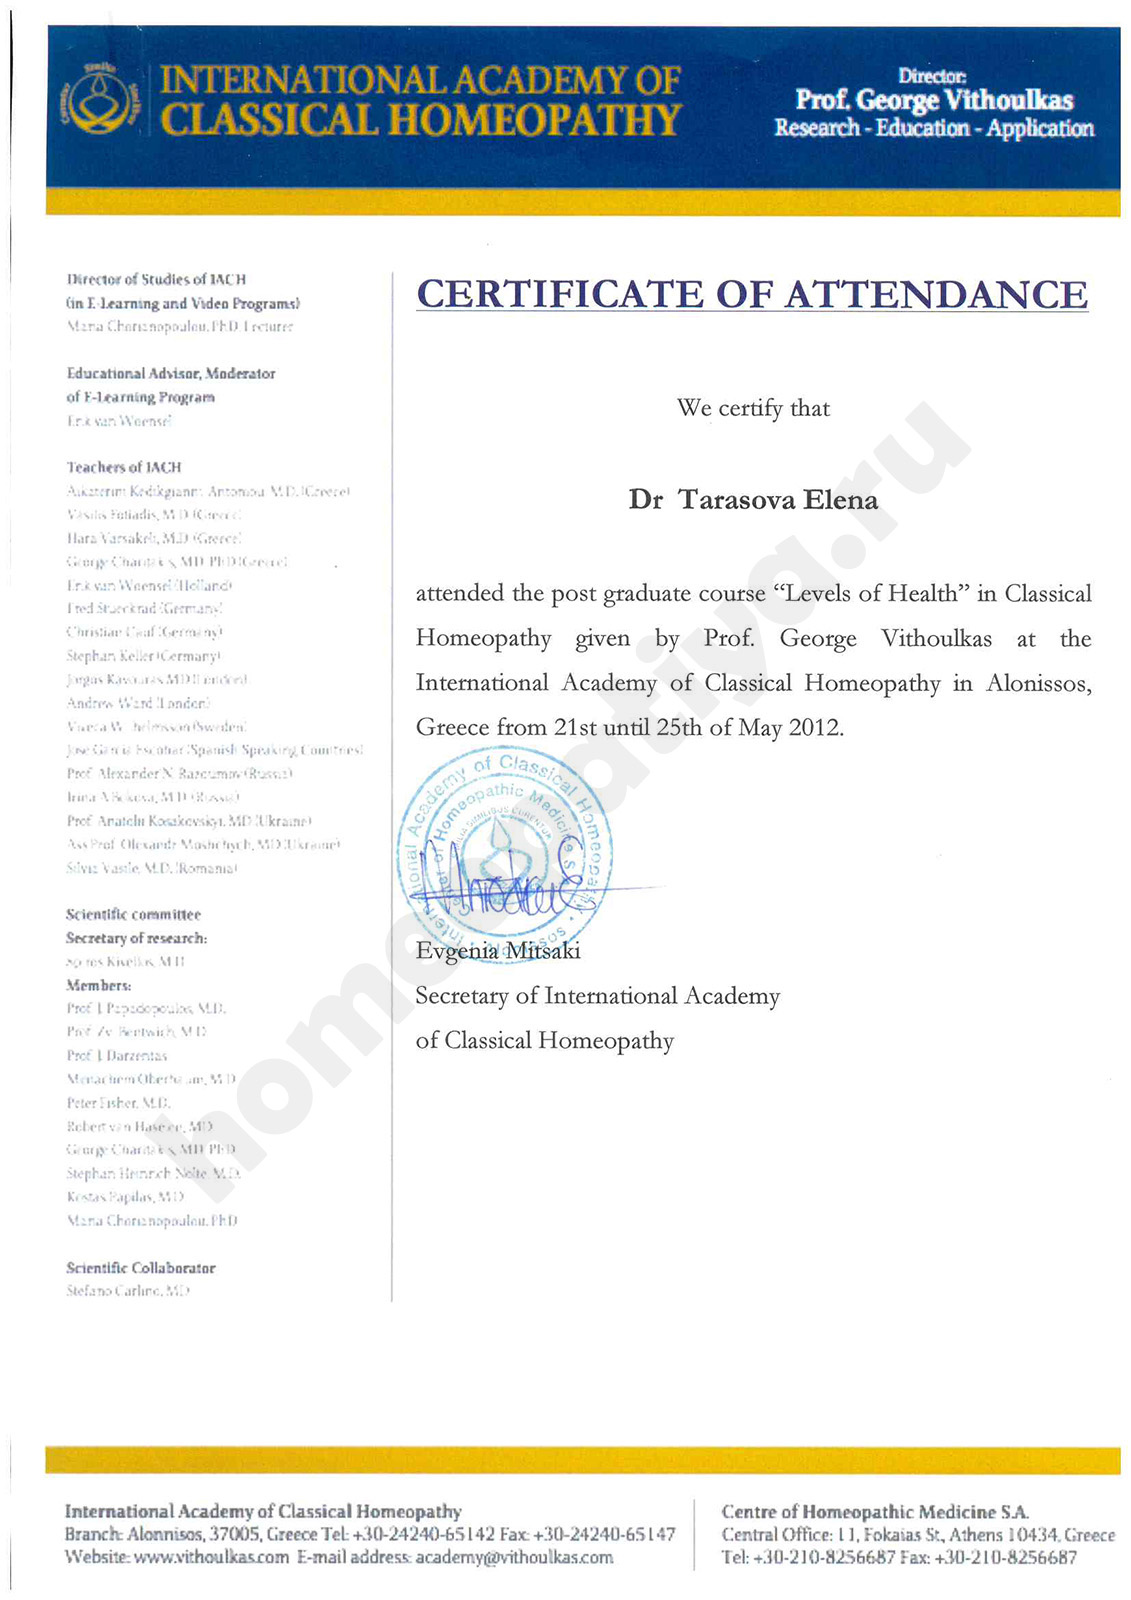 INTERNATIONAL ACADEMY OF
CLASSICAL HOMEOPATHY
Director:
Prof. George Vithoulkas
Research - Education - Application
Director of Studies of IACH
(in E-Learning and Video Programs)
Maria Chorianopoulou, PhD Lecturer
Educational Advisor, Moderator
of E-Learning Program
Erik van Woensel
Teachers of IACH
Aikaterini Kedikgianni Antoniou M.D. (Greece)
Vasilis Fotiadis, M.D (Greece)
Hara Varsakeli, M.D (Greece)
George Charitakis, MD PhD (Greece)
Erik van Woensel (Holland)
Fred Stueckrad (Germany)
Christian (Germany)
Stephan Keller (Germany)
Jorgos Kavouras MD (London)
Andrew Ward (London)
(Sweden)
Jose Garcia Escobar (Spanish Speaking Countries)
Prof. Alexander N. Razoumov (Russia)
Irina A Bokova, M.D (Russia)
Prof. Anatolii Kosakovskyi, MD (Ukraine)
Ass Prof. Olexandr Moshchych, MD (Ukraine)
Silviu Vasile, M.D. (Romania)
Scientific committee
Secretary of research:
Spiros Kivellos, M.D
Members:
Prof. J. Papadopoulos, M.D.
Prof. Zv. Bentwich, M.D
Prof. J. Darzentas
Menachem Oberbaum, M.D
Peter Fisher, M.D.
Robert van Haselen, MD
George Charitakis, MD PhD
Stephan Heinrich Nolte M.D.
Kostas Papilas, M.D
Maria Chorianopoulou, PhD
Scientific Collaborator
Stefano Carlino, MD
CERTIFICATE OF ATTENDANCE
We certify that
Dr Tarasova Elena
attended the post graduate course “Levels of Health” in Classical
Homeopathy given by Prof. George Vithoulkas at the
International Academy of Classical Homeopathy in Alonissos,
Greece from 21st until 25th of May 2012.
International Academy of Classical Homeopathy • Alonissos •
Center of Homeopathic Medicine S.A.
SIMILIA SIMILIBUS CURENTUR
Evgenia Mitsaki
Secretary of International Academy
of Classical Homeopathy
homeopatiya.ru
International Academy of Classical Homeopathy
Branch: Alonnisos, 37005, Greece Tel: +30-24240-65142 Fax: +30-24240-65147
Website: www.vithoulkas.com E-mail address: academy@vithoulkas.com
Centre of Homeopathic Medicine S.A.
Central Office: 11, Fokaias St, Athens 10434, Greece
Tel: +30-210-8256687 Fax: +30-210-8256687